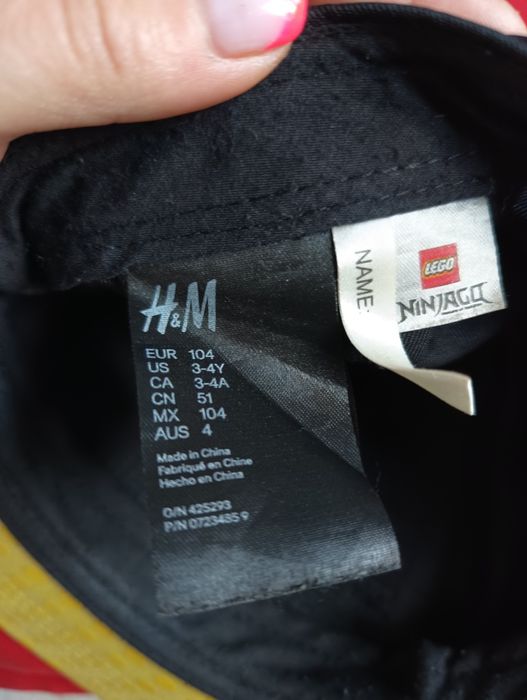 H&M
EUR 104
US 3-4Y
CA 3-4A
CN 51
MX 104
AUS 4
Made in China
Fabriqué en Chine
Hecho en China
O/N 425293
P/N 0723435 9
NAME:
LEGO
NINJAGO